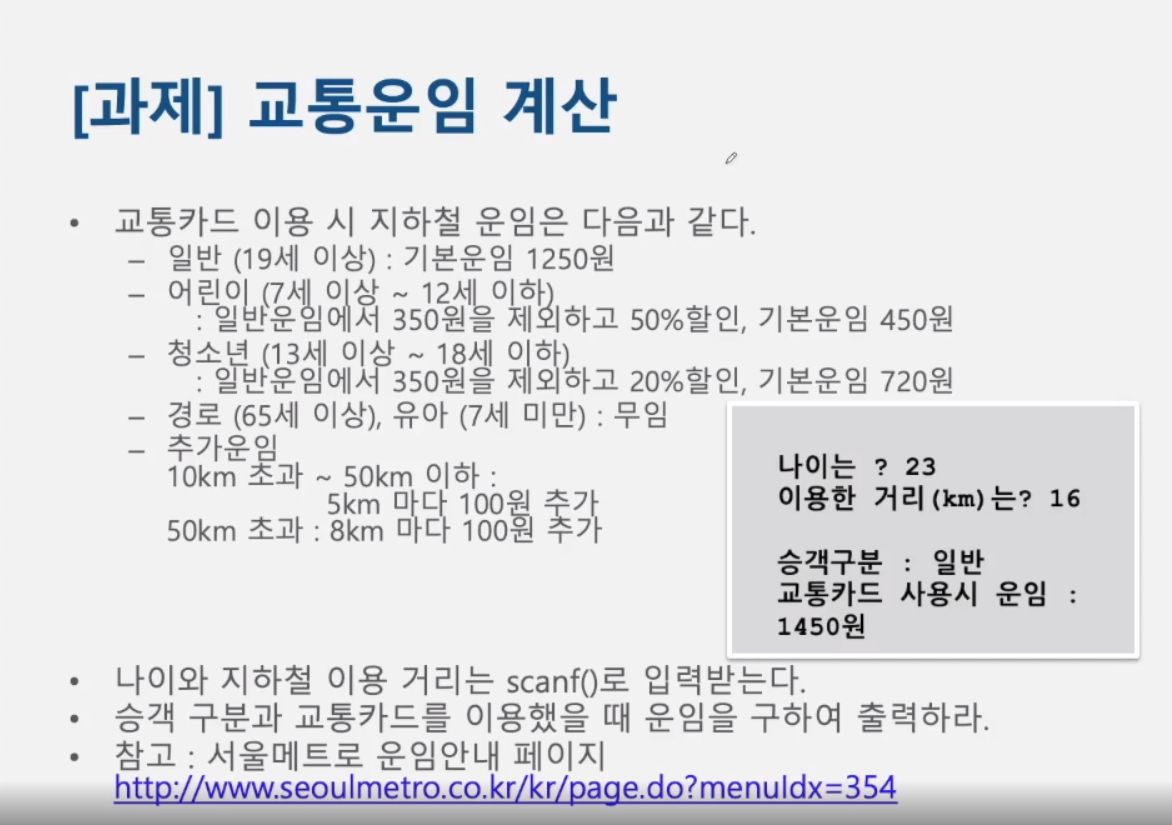 [과제] 교통운임 계산
• 교통카드 이용 시 지하철 운임은 다음과 같다.
– 일반 (19세 이상) : 기본운임 1250원
– 어린이 (7세 이상 ~ 12세 이하)
: 일반운임에서 350원을 제외하고 50%할인, 기본운임 450원
– 청소년 (13세 이상 ~ 18세 이하)
: 일반운임에서 350원을 제외하고 20%할인, 기본운임 720원
– 경로 (65세 이상), 유아 (7세 미만) : 무임
– 추가운임
10km 초과 ~ 50km 이하 :
5km 마다 100원 추가
50km 초과 : 8km 마다 100원 추가
나이는 ? 23
이용한 거리(km)는? 16
승객구분 : 일반
교통카드 사용시 운임 :
1450원
• 나이와 지하철 이용 거리는 scanf()로 입력받는다.
• 승객 구분과 교통카드를 이용했을 때 운임을 구하여 출력하라.
• 참고 : 서울메트로 운임안내 페이지
http://www.seoulmetro.co.kr/kr/page.do?menuIdx=354